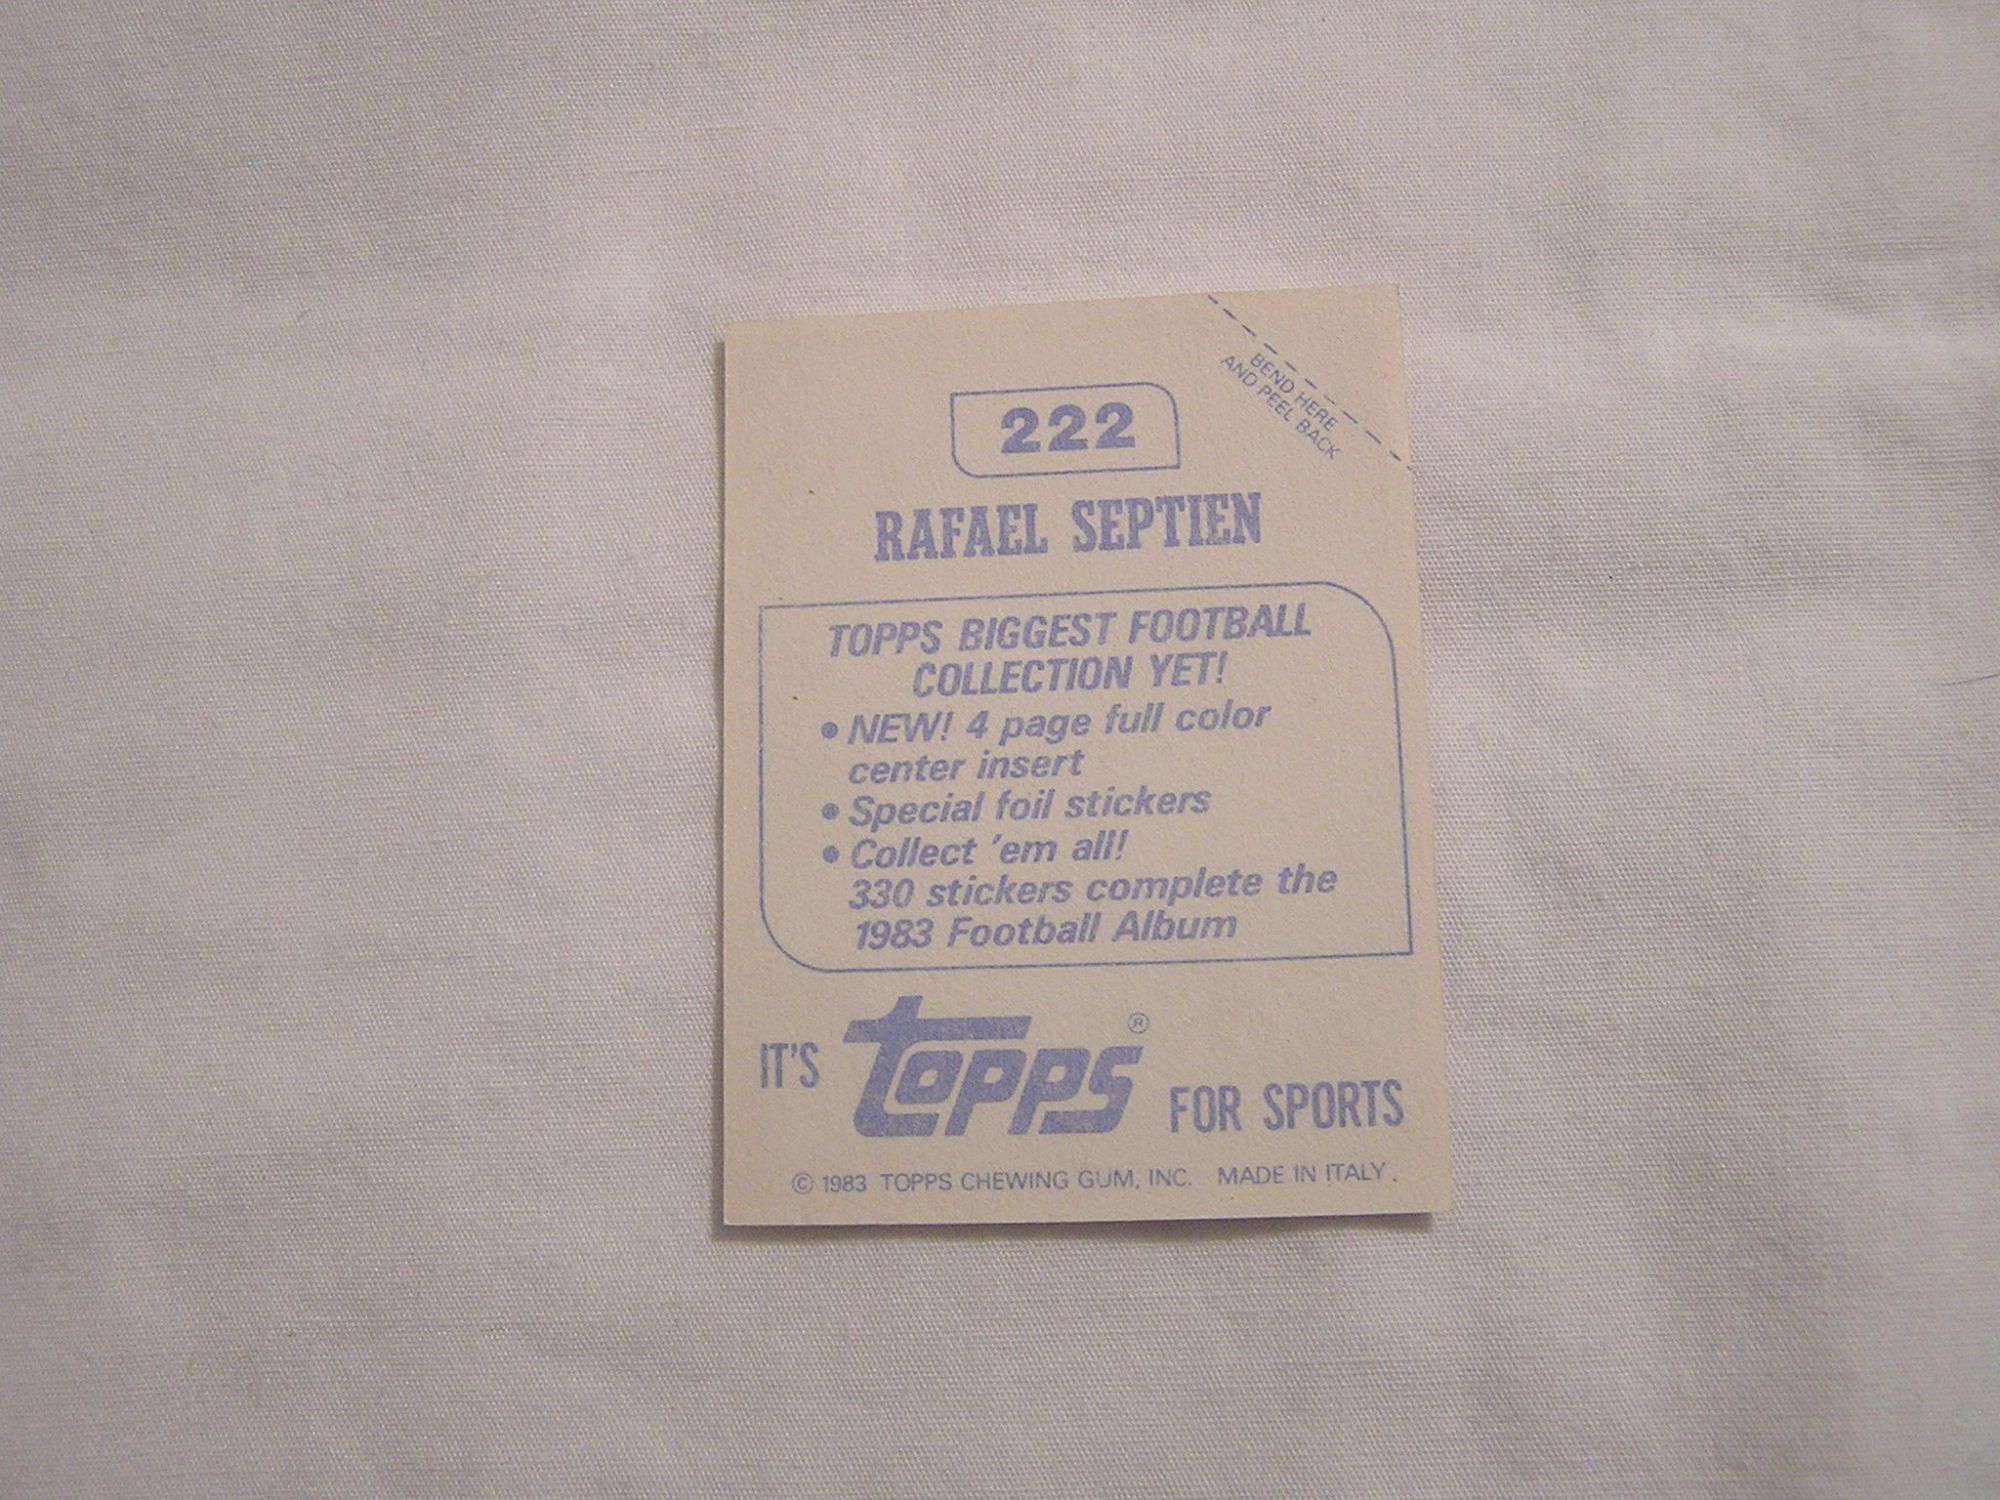 BEND HERE
AND PEEL BACK
222
RAFAEL SEPTIEN
TOPPS BIGGEST FOOTBALL
COLLECTION YET!
• NEW! 4 page full color
center insert
• Special foil stickers
• Collect 'em all!
330 stickers complete the
1983 Football Album
IT'S topps ® FOR SPORTS
© 1983 TOPPS CHEWING GUM, INC. MADE IN ITALY.